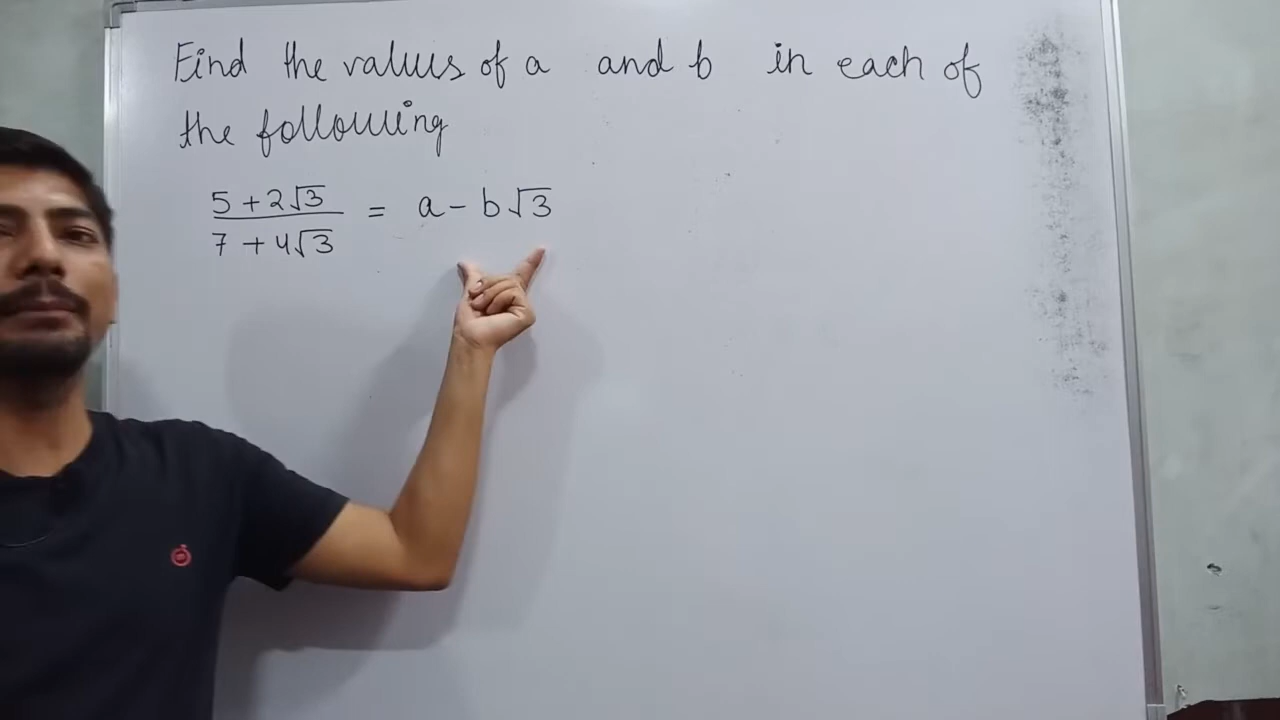 Find the values of a and b in each of
the following
5+2√3 / 7+4√3 = a-b√3